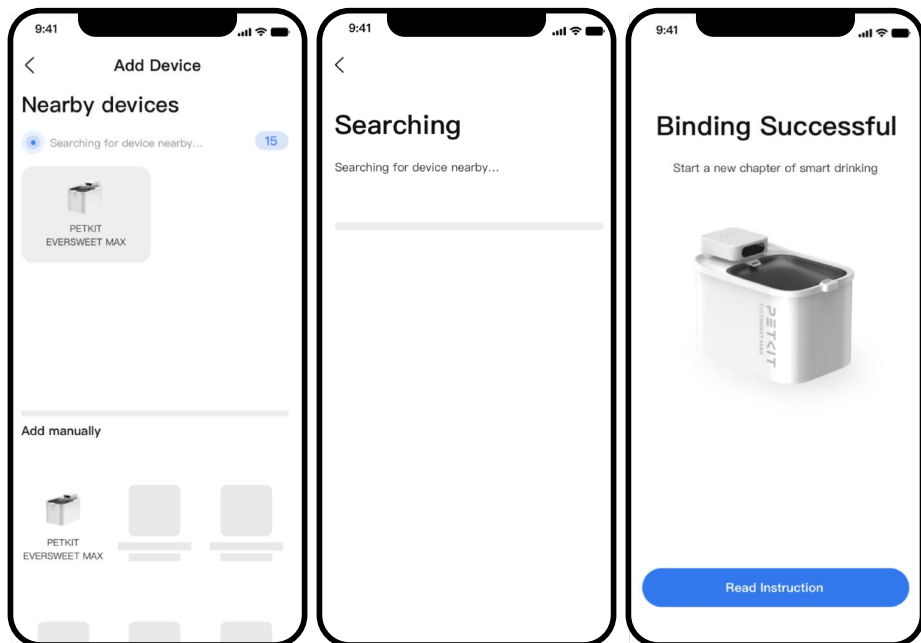 9:41
Add Device
Nearby devices
Searching for device nearby...
15
PETKIT
EVERSWEET MAX
Add manually
PETKIT
EVERSWEET MAX
9:41
Searching
Searching for device nearby...
9:41
Binding Successful
Start a new chapter of smart drinking
PETKIT
EVERSWEET MAX
Read Instruction